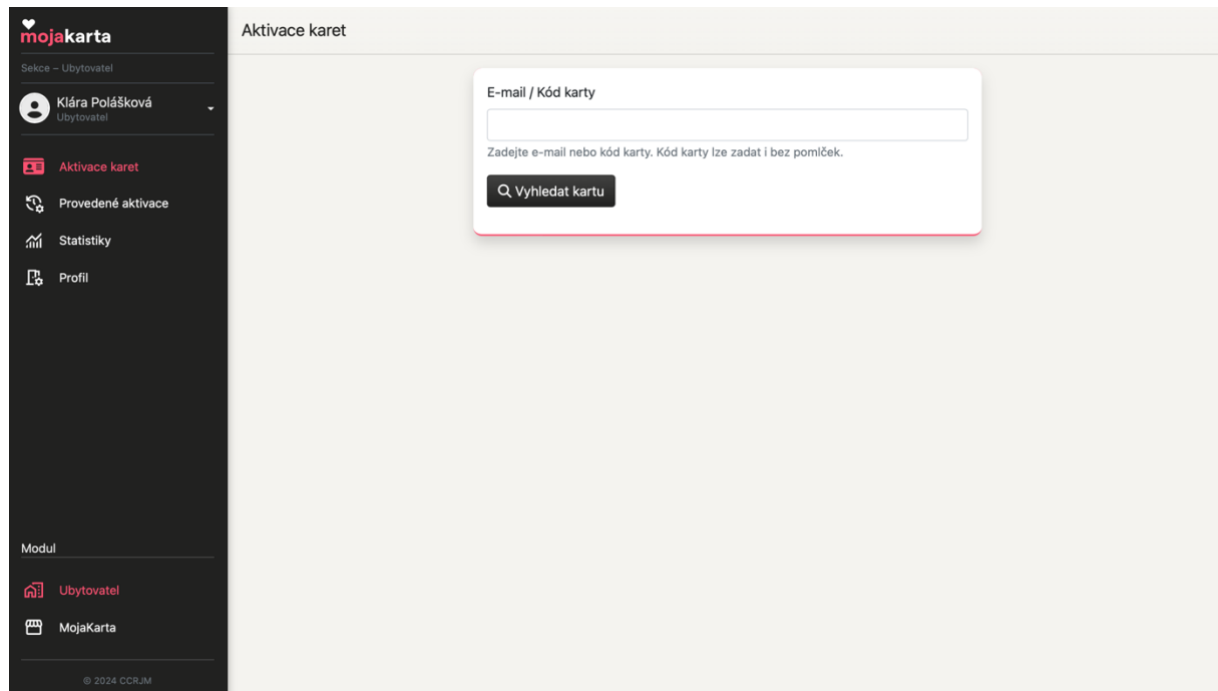 mojakarta
Sekce – Ubytovatel
Klára Polášková
Ubytovatel
Aktivace karet
Provedené aktivace
Statistiky
Profil
Modul
Ubytovatel
MojaKarta
© 2024 CCRJM
Aktivace karet
E-mail / Kód karty
Zadejte e-mail nebo kód karty. Kód karty lze zadat i bez pomlček.
Vyhledat kartu